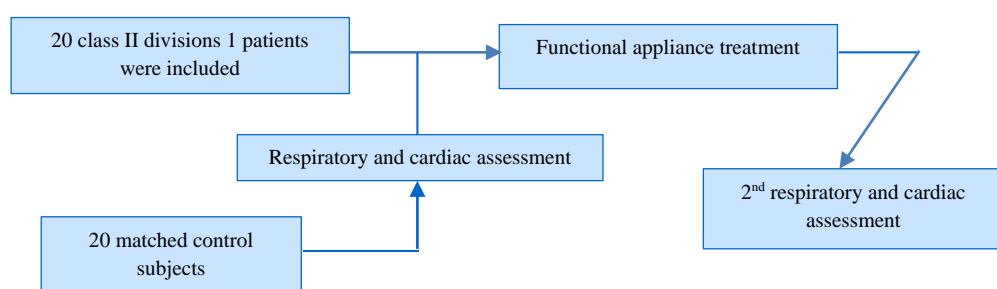 20 class II divisions 1 patients
were included
Functional appliance treatment
Respiratory and cardiac assessment
2nd respiratory and cardiac
assessment
20 matched control
subjects